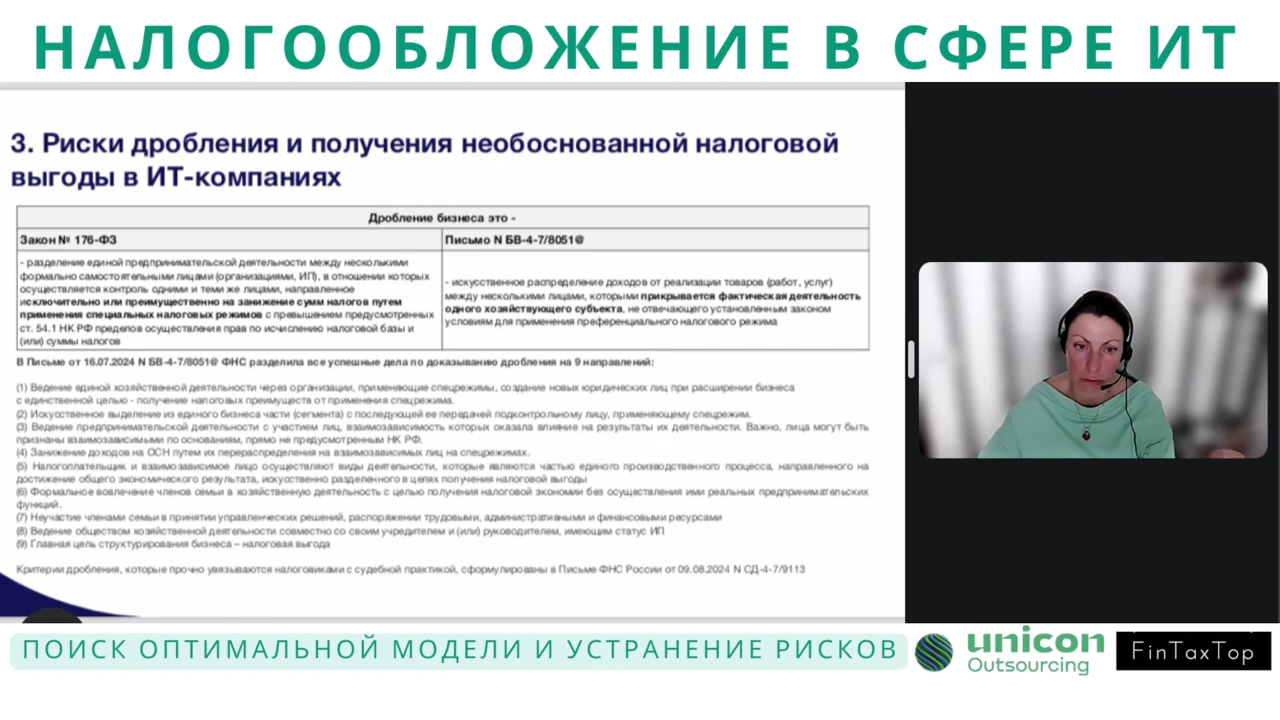 НАЛОГООБЛОЖЕНИЕ В СФЕРЕ ИТ
3. Риски дробления и получения необоснованной налоговой
выгоды в ИТ-компаниях
Дробление бизнеса это -
Закон № 176-ФЗ
Письмо N БВ-4-7/8051@
- разделение единой предпринимательской деятельности между несколькими
формально самостоятельными лицами (организациями, ИП), в отношении которых
осуществляется контроль одними и теми же лицами, направленное
исключительно или преимущественно на занижение сумм налогов путем
применения специальных налоговых режимов с превышением предусмотренных
ст. 54.1 НК РФ пределов осуществления прав по исчислению налоговой базы и
(или) суммы налогов
- искусственное распределение доходов от реализации товаров (работ, услуг)
между несколькими лицами, которыми прикрывается фактическая деятельность
одного хозяйствующего субъекта, не отвечающего установленным законом
условиям для применения преференциального налогового режима
В Письме от 16.07.2024 N БВ-4-7/8051@ ФНС разделила все успешные дела по доказыванию дробления на 9 направлений:
(1) Ведение единой хозяйственной деятельности через организации, применяющие спецрежимы, создание новых юридических лиц при расширении бизнеса
с единственной целью - получение налоговых преимуществ от применения спецрежима.
(2) Искусственное выделение из единого бизнеса части (сегмента) с последующей ее передачей подконтрольному лицу, применяющему спецрежим.
(3) Ведение предпринимательской деятельности с участием лиц, взаимозависимость которых оказала влияние на результаты их деятельности. Важно, лица могут быть
признаны взаимозависимыми по основаниям, прямо не предусмотренным НК РФ.
(4) Занижение доходов на ОСН путем их перераспределения на взаимозависимых лиц на спецрежимах.
(5) Налогоплательщик и взаимозависимое лицо осуществляют виды деятельности, которые являются частью единого производственного процесса, направленного на
достижение общего экономического результата, искусственно разделенного в целях получения налоговой выгоды
(6) Формальное вовлечение членов семьи в хозяйственную деятельность с целью получения налоговой экономии без осуществления ими реальных предпринимательских
функций.
(7) Неучастие членами семьи в принятии управленческих решений, распоряжении трудовыми, административными и финансовыми ресурсами
(8) Ведение обществом хозяйственной деятельности совместно со своим учредителем и (или) руководителем, имеющим статус ИП
(9) Главная цель структурирования бизнеса – налоговая выгода
Критерии дробления, которые прочно увязываются налоговиками с судебной практикой, сформулированы в Письме ФНС России от 09.08.2024 N СД-4-7/9113
ПОИСК ОПТИМАЛЬНОЙ МОДЕЛИ И УСТРАНЕНИЕ РИСКОВ
unicon
Outsourcing
FinTaxTop